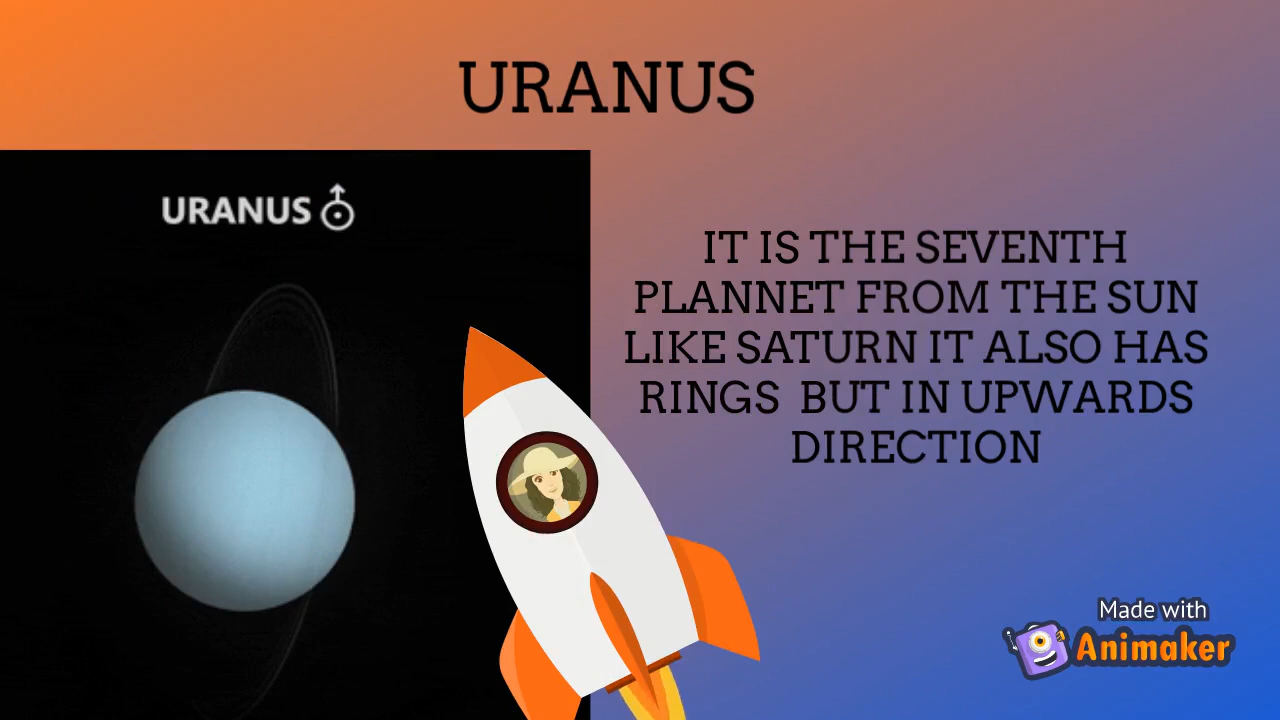 URANUS
URANUS
IT IS THE SEVENTH
PLANNET FROM THE SUN
LIKE SATURN IT ALSO HAS
RINGS BUT IN UPWARDS
DIRECTION
Made with
Animaker